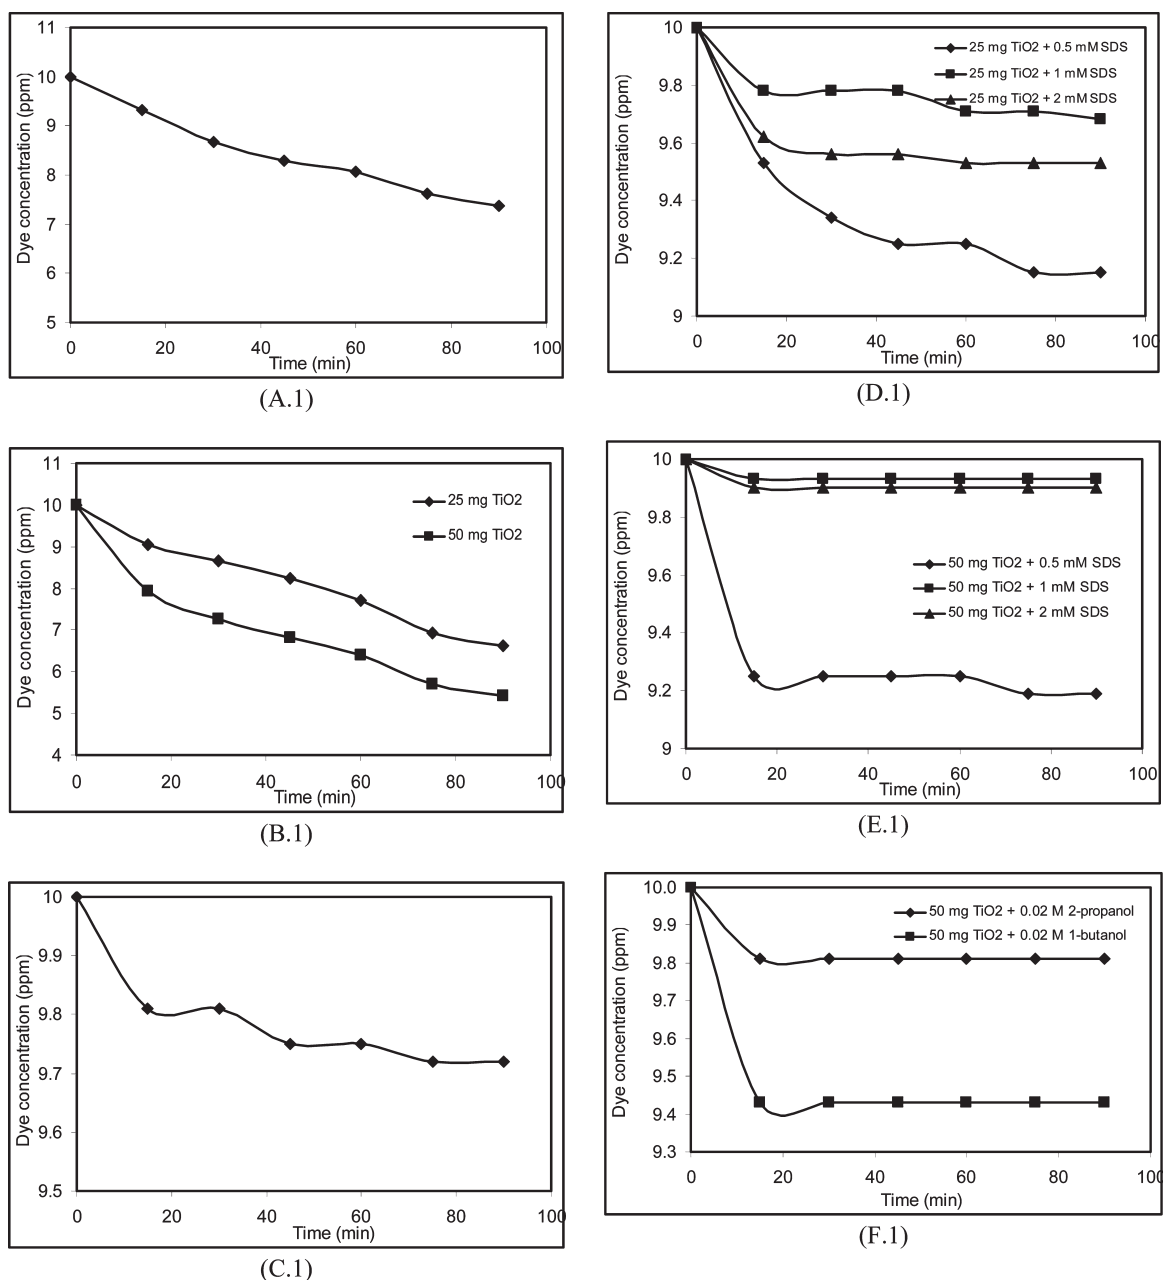 11
10
9
8
7
6
5
0
20
40
60
80
100
Dye concentration (ppm)
Time (min)
(A.1)
10
9.8
9.6
9.4
9.2
9
0
20
40
60
80
100
Dye concentration (ppm)
Time (min)
25 mg TiO2 + 0.5 mM SDS
25 mg TiO2 + 1 mM SDS
25 mg TiO2 + 2 mM SDS
(D.1)
11
10
9
8
7
6
5
4
0
20
40
60
80
100
Dye concentration (ppm)
Time (min)
25 mg TiO2
50 mg TiO2
(B.1)
10
9.8
9.6
9.4
9.2
9
0
20
40
60
80
100
Dye concentration (ppm)
Time (min)
50 mg TiO2 + 0.5 mM SDS
50 mg TiO2 + 1 mM SDS
50 mg TiO2 + 2 mM SDS
(E.1)
10
9.9
9.8
9.7
9.6
9.5
0
20
40
60
80
100
Dye concentration (ppm)
Time (min)
(C.1)
10.0
9.9
9.8
9.7
9.6
9.5
9.4
9.3
0
20
40
60
80
100
Dye concentration (ppm)
Time (min)
50 mg TiO2 + 0.02 M 2-propanol
50 mg TiO2 + 0.02 M 1-butanol
(F.1)